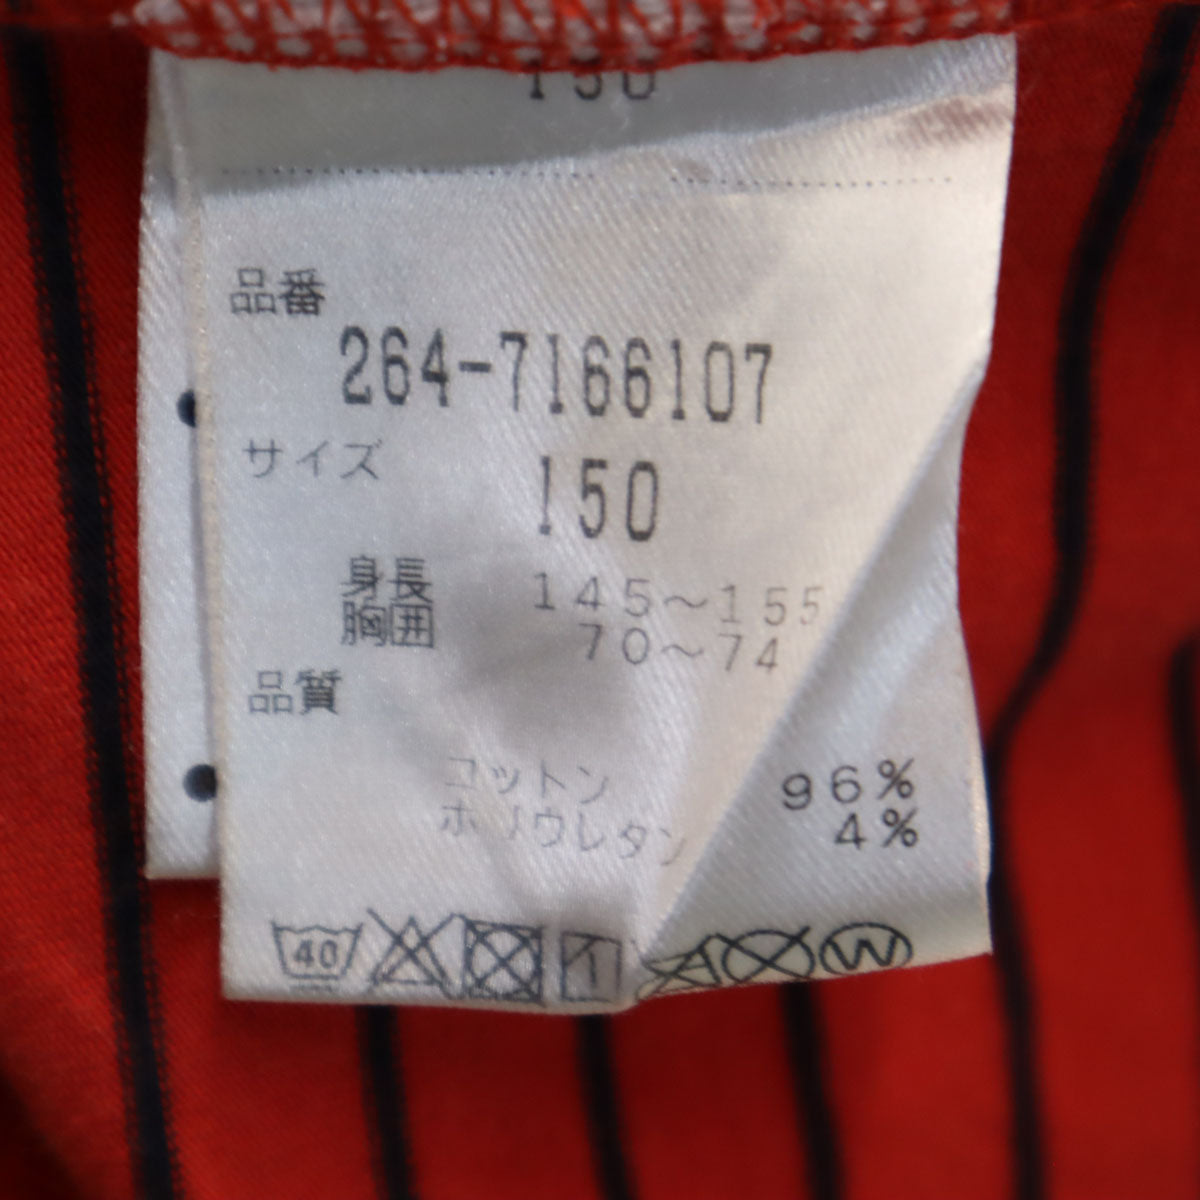 150
品番
264-7166107
サイズ
150
身長 145〜155
胸囲 70〜74
品質
コットン 96%
ポリウレタン 4%
40
W